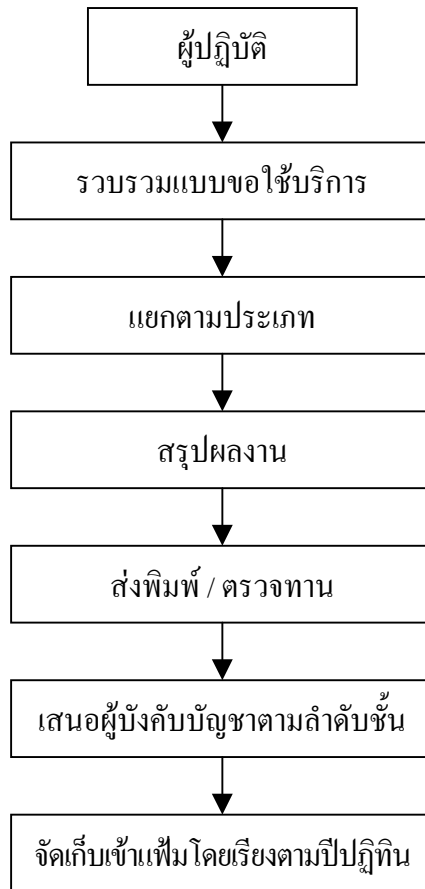 ผู้ปฏิบัติ
รวบรวมแบบขอใช้บริการ
แยกตามประเภท
สรุปผลงาน
ส่งพิมพ์ / ตรวจทาน
เสนอผู้บังคับบัญชาตามลำดับชั้น
จัดเก็บเข้าแฟ้มโดยเรียงตามปีปฏิทิน